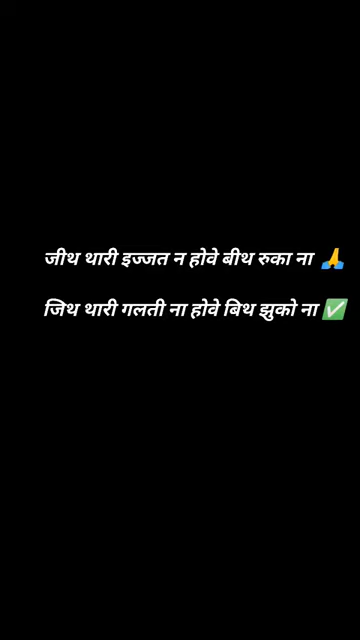 जीथ थारी इज्जत न होवे बीथ रुका ना 🙏
जिथ थारी गलती ना होवे बिथ झुको ना ✅